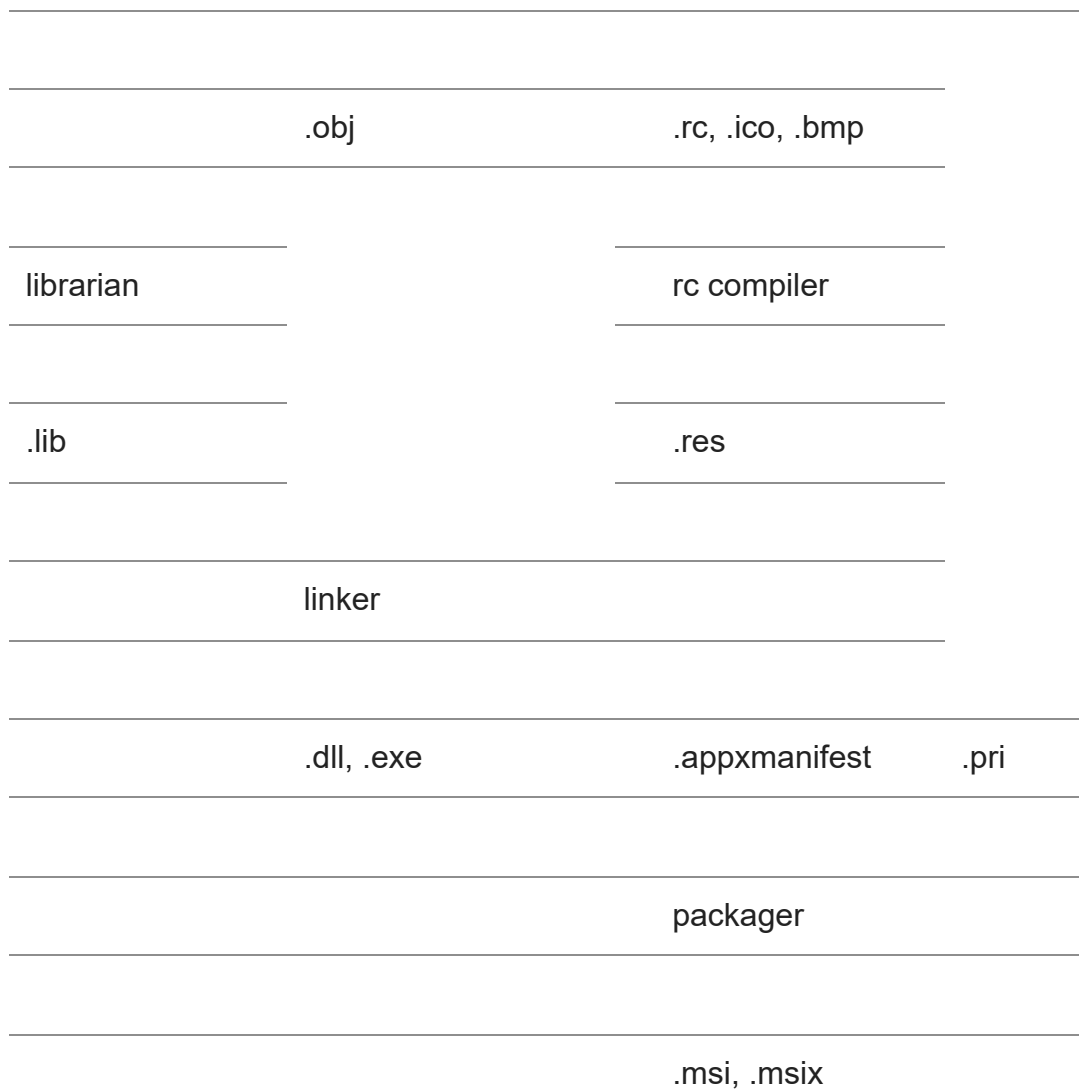 .obj .rc, .ico, .bmp
librarian rc compiler
.lib .res
linker
.dll, .exe .appxmanifest .pri
packager
.msi, .msix